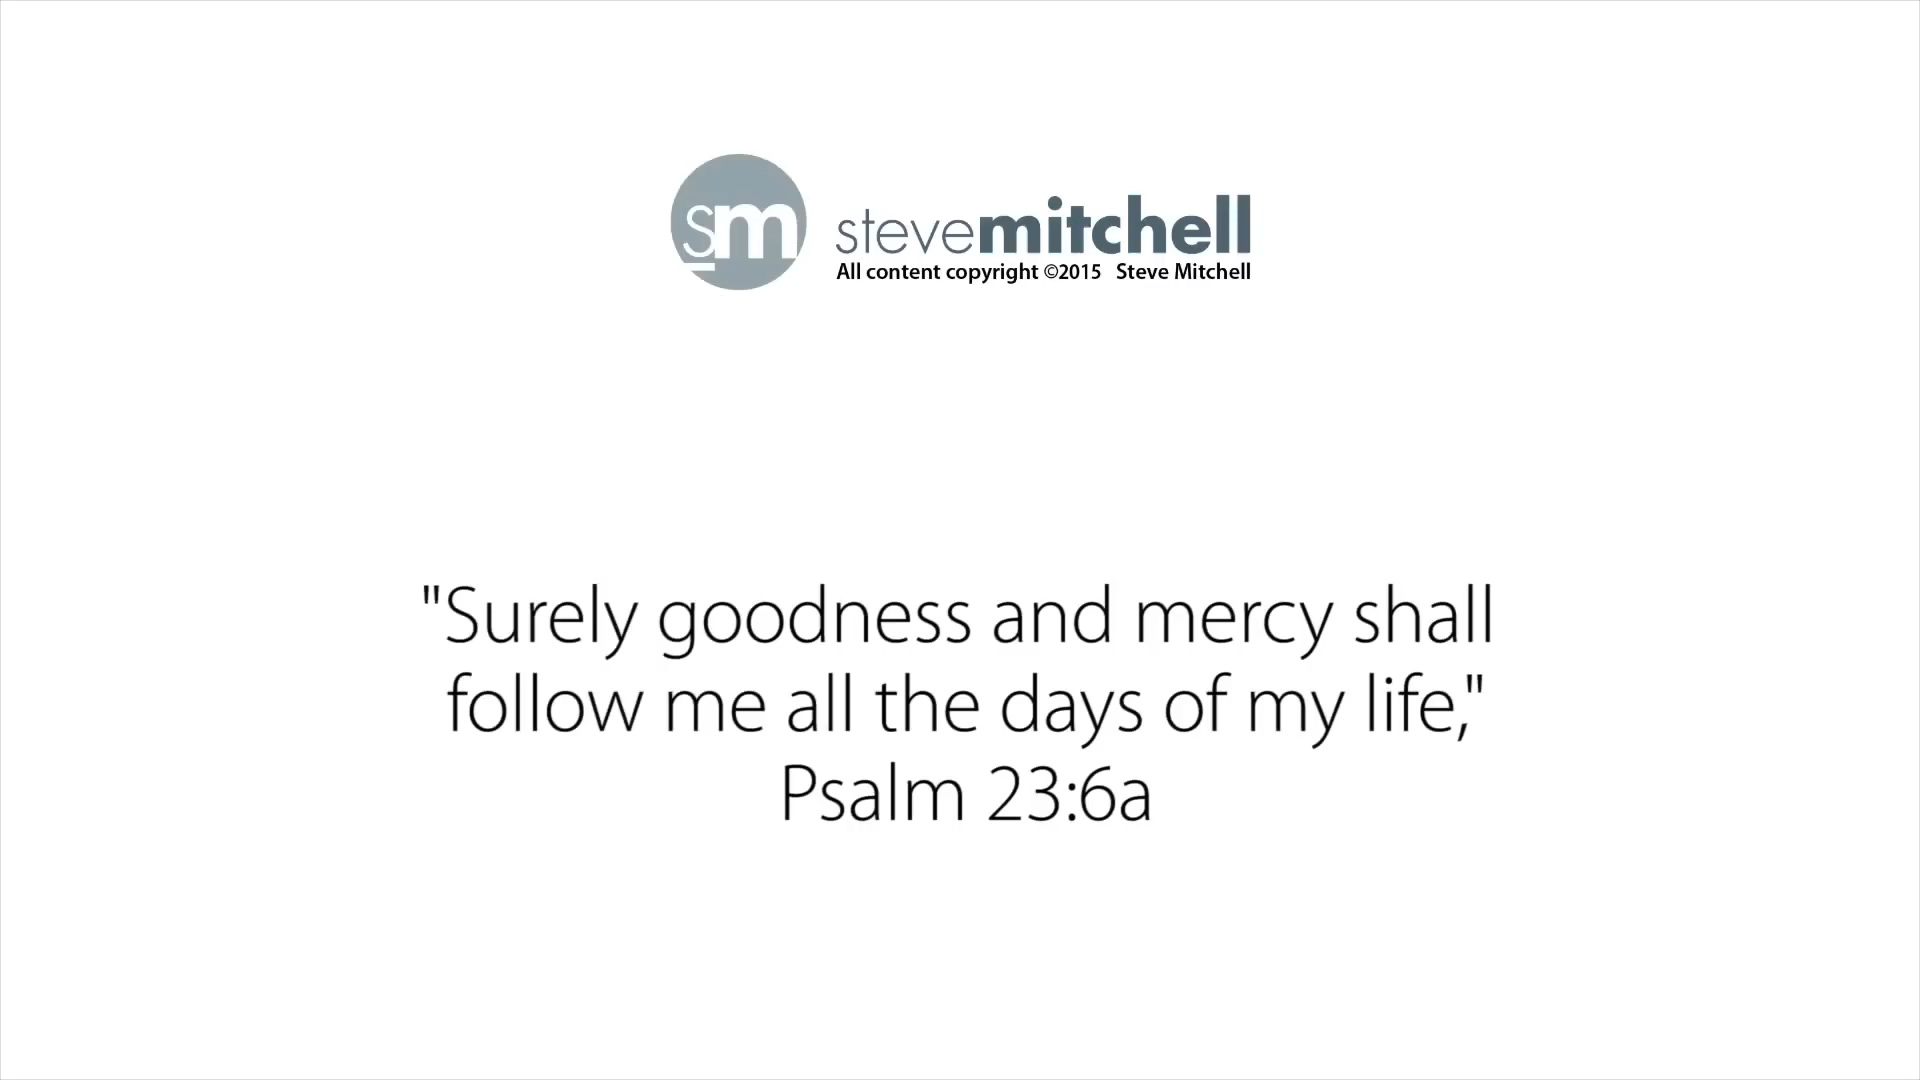 sm stevemitchell
All content copyright ©2015 Steve Mitchell
"Surely goodness and mercy shall
follow me all the days of my life,"
Psalm 23:6a